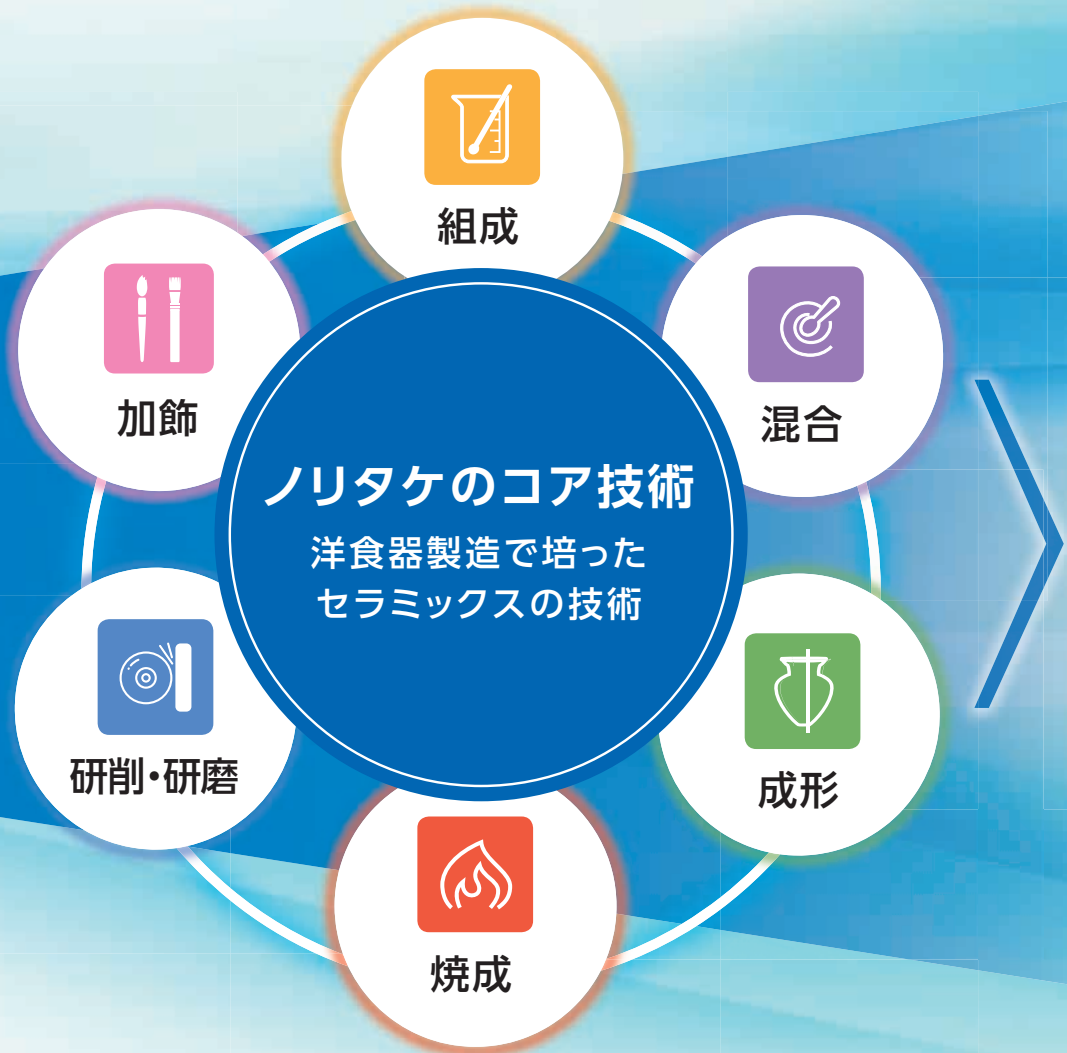 組成
混合
成形
焼成
研削・研磨
加飾
ノリタケのコア技術
洋食器製造で培った
セラミックスの技術